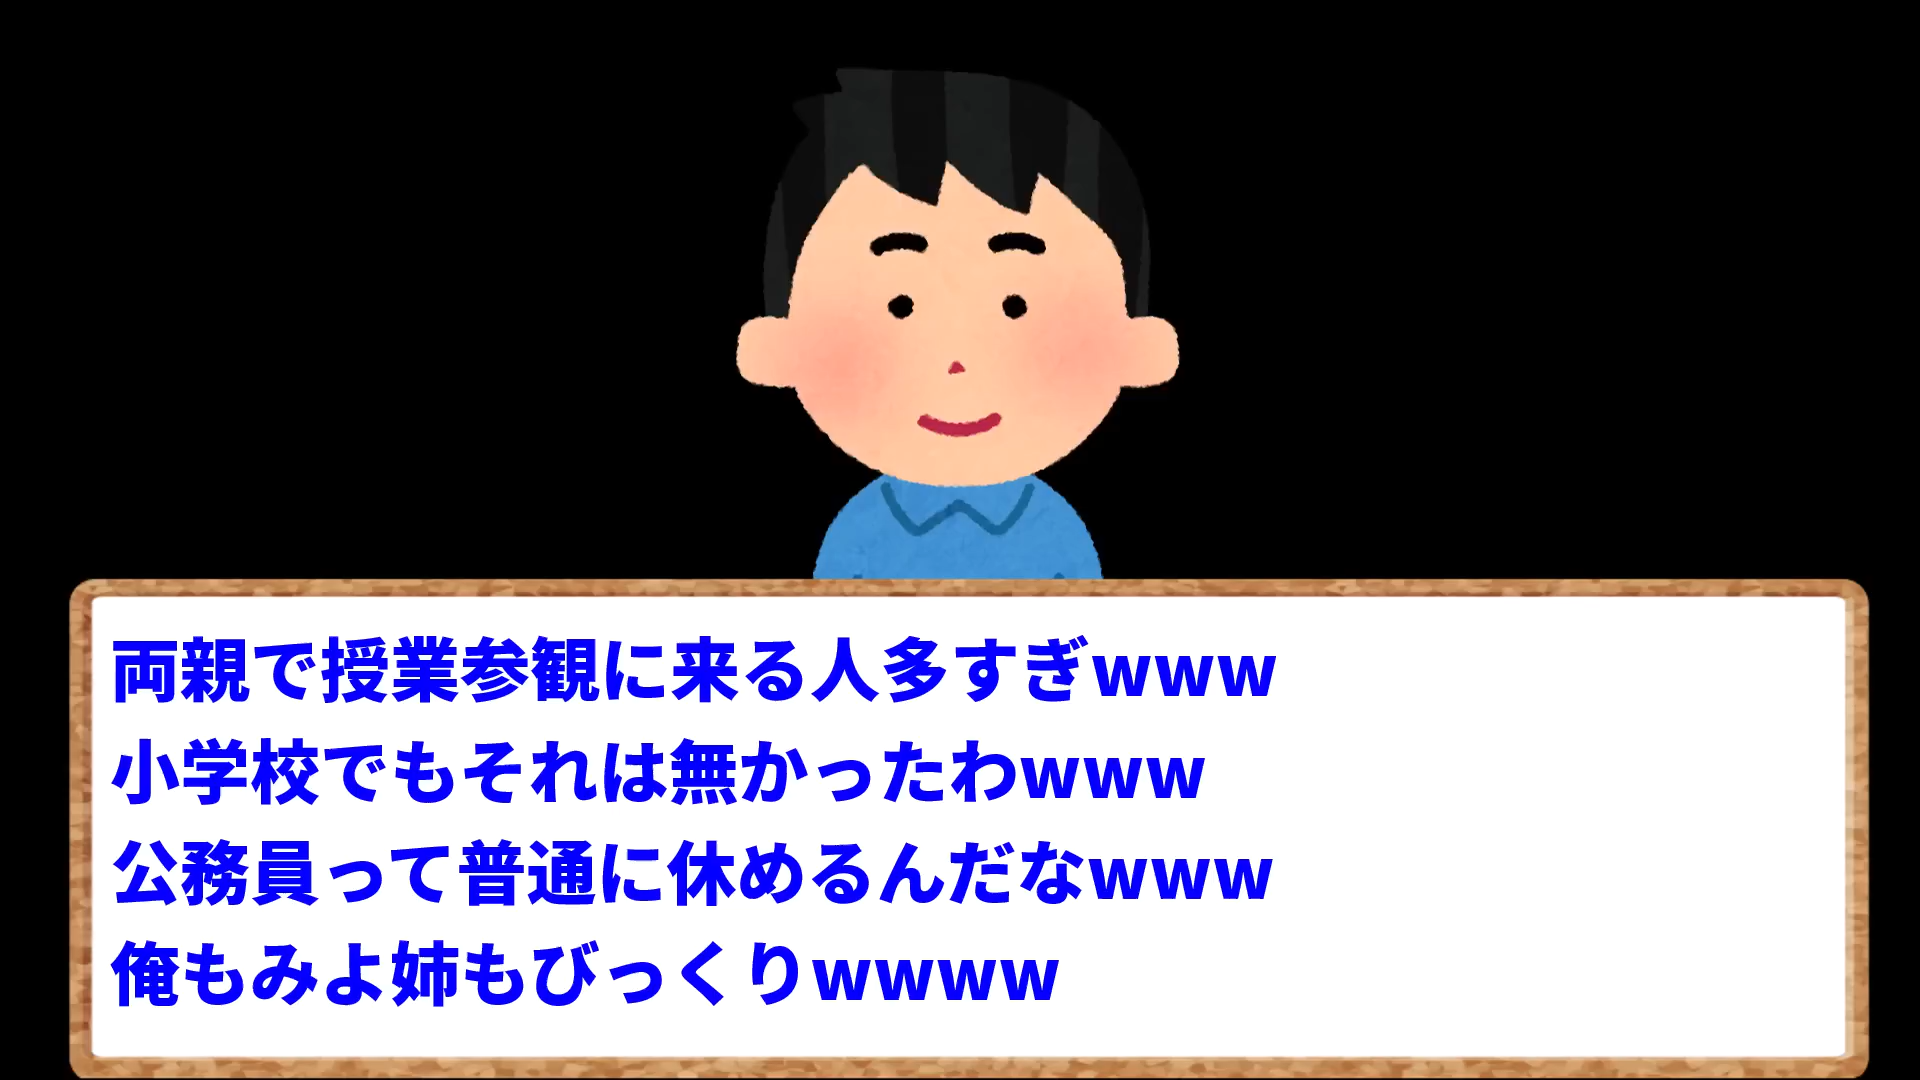 両親で授業参観に来る人多すぎwww
小学校でもそれは無かったわwww
公務員って普通に休めるんだなwww
俺もみよ姉もびっくりwwww